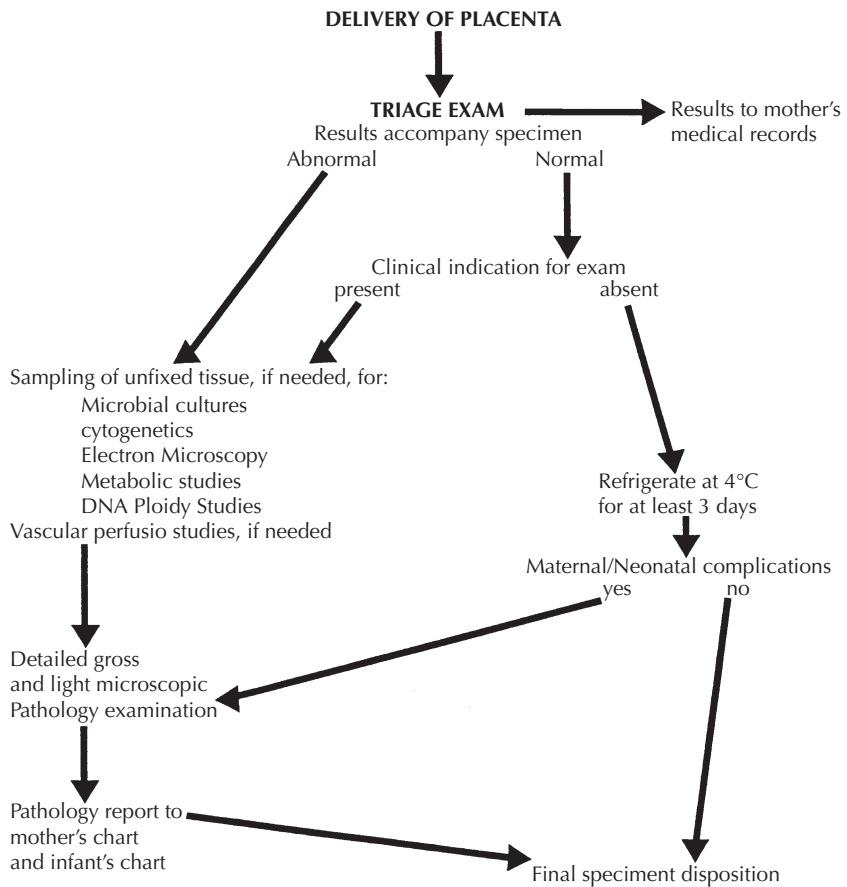 DELIVERY OF PLACENTA
TRIAGE EXAM
Results to mother's
medical records
Results accompany specimen
Abnormal
Normal
Clinical indication for exam
present
absent
Sampling of unfixed tissue, if needed, for:
Microbial cultures
cytogenetics
Electron Microscopy
Metabolic studies
DNA Ploidy Studies
Vascular perfusio studies, if needed
Refrigerate at 4°C
for at least 3 days
Maternal/Neonatal complications
yes
no
Detailed gross
and light microscopic
Pathology examination
Pathology report to
mother's chart
and infant's chart
Final speciment disposition